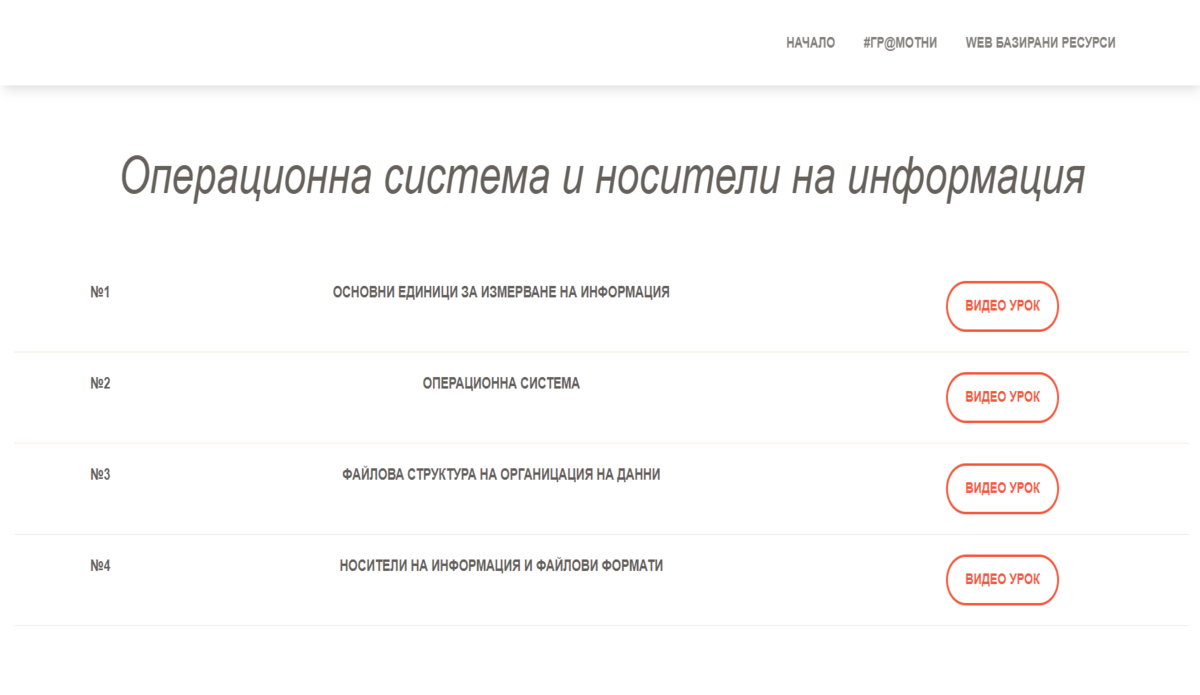 НАЧАЛО #ГР@МОТНИ WEB БАЗИРАНИ РЕСУРСИ
Операционна система и носители на информация
№1 ОСНОВНИ ЕДИНИЦИ ЗА ИЗМЕРВАНЕ НА ИНФОРМАЦИЯ ВИДЕО УРОК
№2 ОПЕРАЦИОННА СИСТЕМА ВИДЕО УРОК
№3 ФАЙЛОВА СТРУКТУРА НА ОРГАНИЦАЦИЯ НА ДАННИ ВИДЕО УРОК
№4 НОСИТЕЛИ НА ИНФОРМАЦИЯ И ФАЙЛОВИ ФОРМАТИ ВИДЕО УРОК